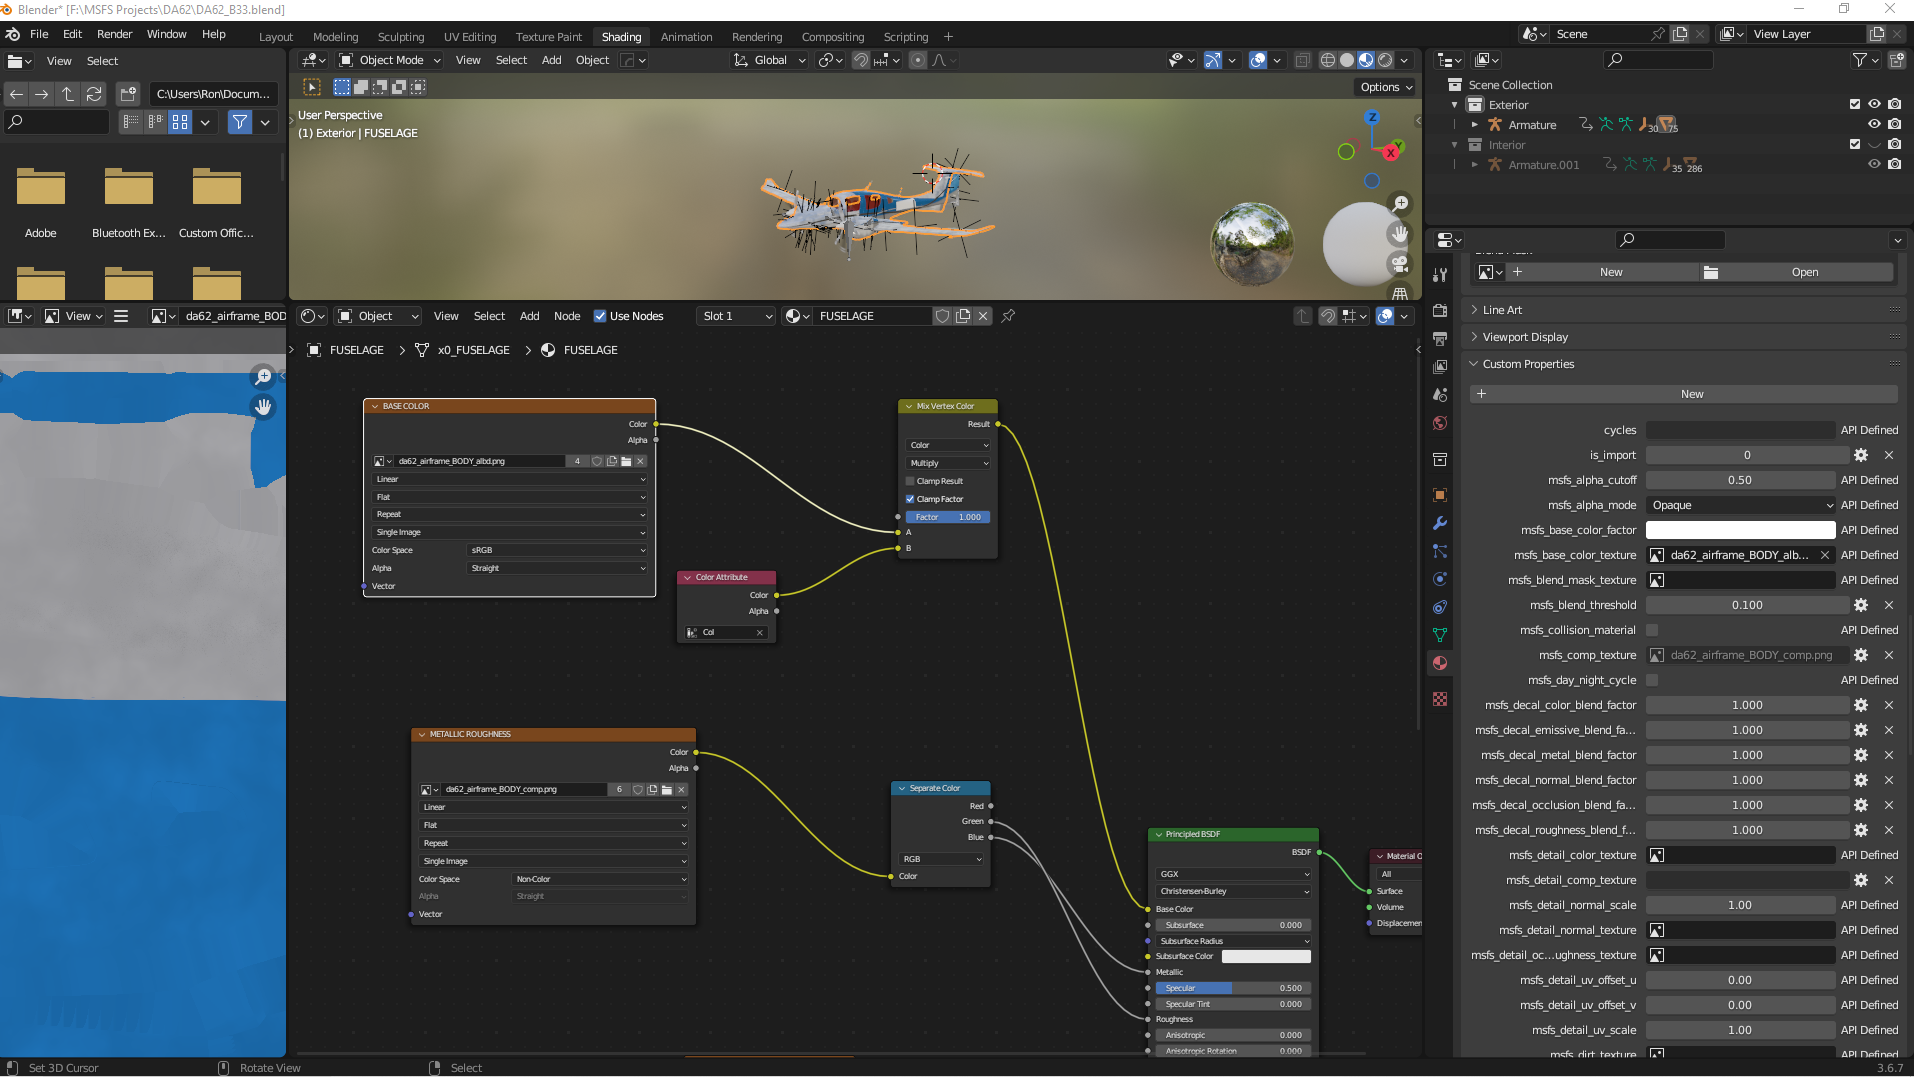 Blender* [F:\MSFS Projects\DA62\DA62_B33.blend]
File Edit Render Window Help
Layout Modeling Sculpting UV Editing Texture Paint Shading Animation Rendering Compositing Scripting +
Scene
View Layer
View Select
C:\Users\Ron\Docum...
Adobe
Bluetooth Ex...
Custom Offic...
Object Mode View Select Add Object
Global
Options
User Perspective
(1) Exterior | FUSELAGE
Z
Y
X
Scene Collection
Exterior
Armature
30 75
Interior
Armature.001
35 286
View
da62_airframe_BOD
Object View Select Add Node Use Nodes
Slot 1
FUSELAGE
FUSELAGE > x0_FUSELAGE > FUSELAGE
BASE COLOR
Color
Alpha
da62_airframe_BODY_albd.png
4
Linear
Flat
Repeat
Single Image
Color Space sRGB
Alpha Straight
Vector
Mix Vertex Color
Result
Color
Multiply
Clamp Result
Clamp Factor
Factor 1.000
A
B
Color Attribute
Color
Alpha
Col
METALLIC ROUGHNESS
Color
Alpha
da62_airframe_BODY_comp.png
6
Linear
Flat
Repeat
Single Image
Color Space Non-Color
Alpha Straight
Vector
Separate Color
Red
Green
Blue
RGB
Color
Principled BSDF
BSDF
GGX
Christensen-Burley
Base Color
Subsurface 0.000
Subsurface Radius
Subsurface Color
Metallic
Specular 0.500
Specular Tint 0.000
Roughness
Anisotropic 0.000
Anisotropic Rotation 0.000
Material O
All
Surface
Volume
Displacemen
New
Open
Line Art
Viewport Display
Custom Properties
New
cycles API Defined
is_import 0
msfs_alpha_cutoff 0.50 API Defined
msfs_alpha_mode Opaque API Defined
msfs_base_color_factor API Defined
msfs_base_color_texture da62_airframe_BODY_alb... API Defined
msfs_blend_mask_texture API Defined
msfs_blend_threshold 0.100
msfs_collision_material API Defined
msfs_comp_texture da62_airframe_BODY_comp.png
msfs_day_night_cycle API Defined
msfs_decal_color_blend_factor 1.000
msfs_decal_emissive_blend_fa... 1.000
msfs_decal_metal_blend_factor 1.000
msfs_decal_normal_blend_factor 1.000
msfs_decal_occlusion_blend_fa... 1.000
msfs_decal_roughness_blend_f... 1.000
msfs_detail_color_texture API Defined
msfs_detail_comp_texture
msfs_detail_normal_scale 1.00 API Defined
msfs_detail_normal_texture API Defined
msfs_detail_oc...ughness_texture API Defined
msfs_detail_uv_offset_u 0.00 API Defined
msfs_detail_uv_offset_v 0.00 API Defined
msfs_detail_uv_scale 1.00 API Defined
msfs_dirt_texture API Defined
Set 3D Cursor
Rotate View
Select
3.6.7